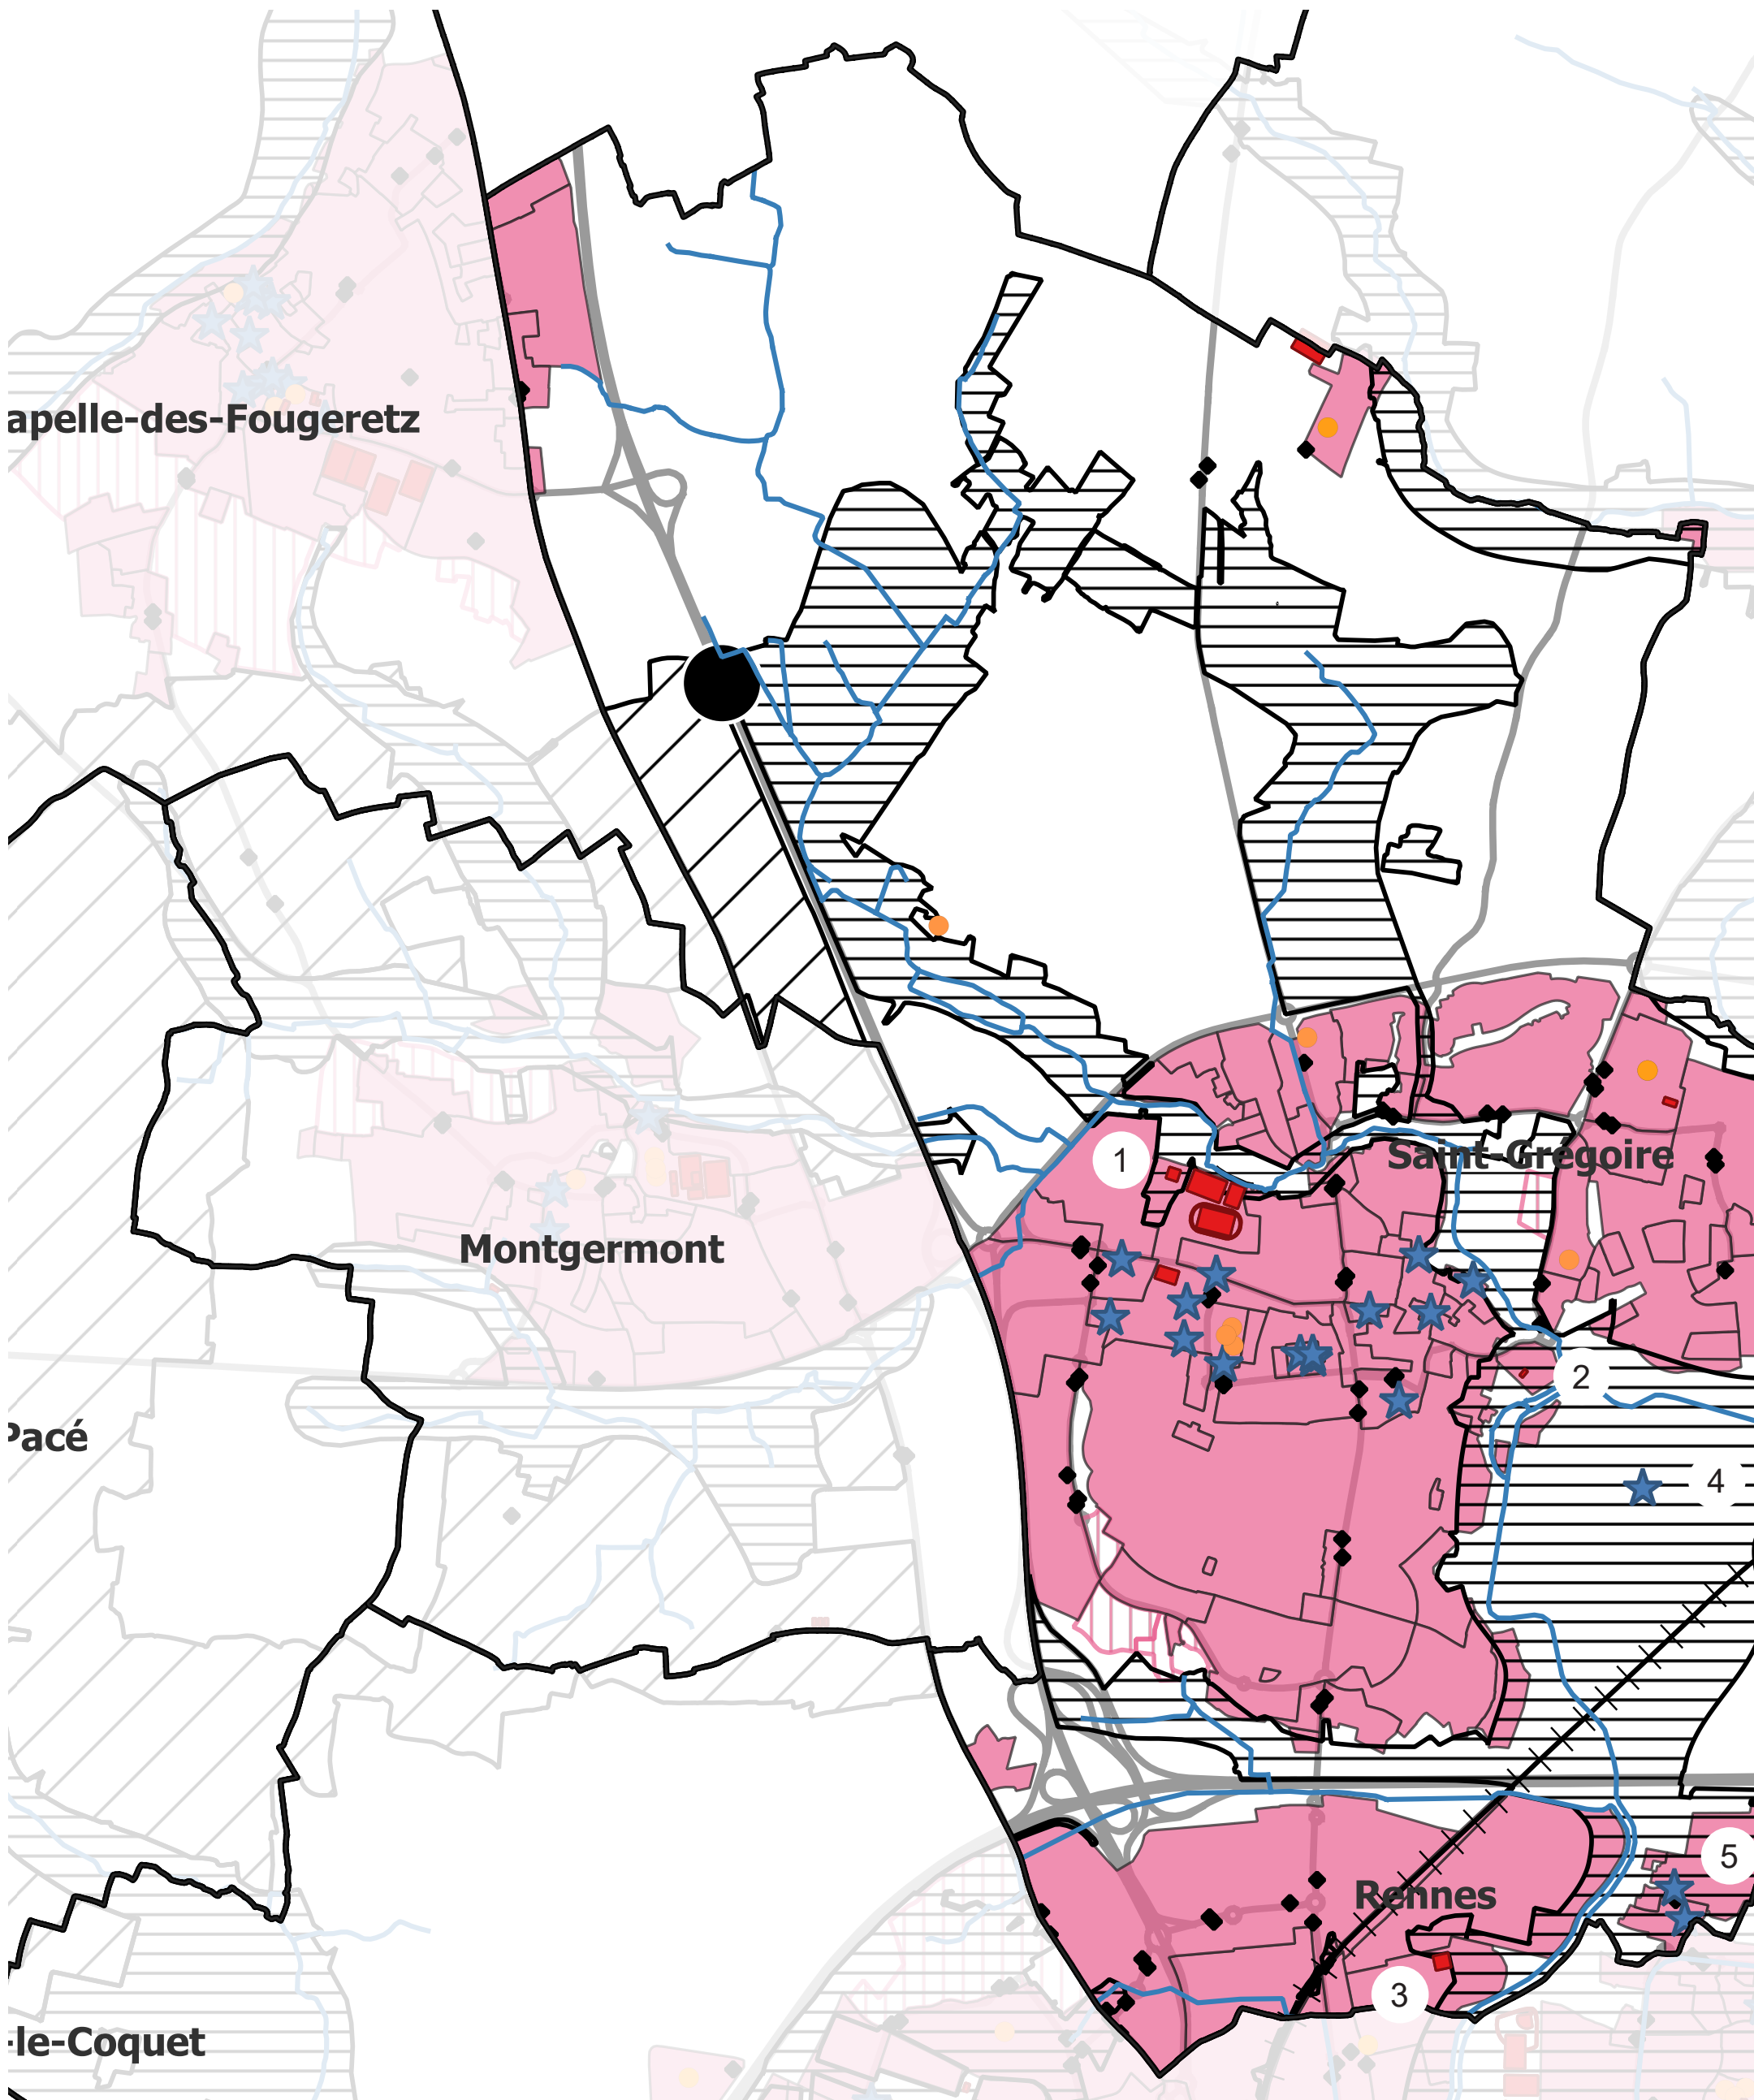 apelle-des-Fougeretz
1
Saint-Grégoire
Montgermont
2
Pacé
4
5
Rennes
3
-le-Coquet